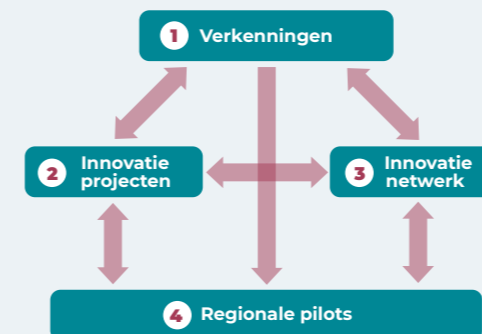 1 Verkenningen
2 Innovatie
projecten
3 Innovatie
netwerk
4 Regionale pilots